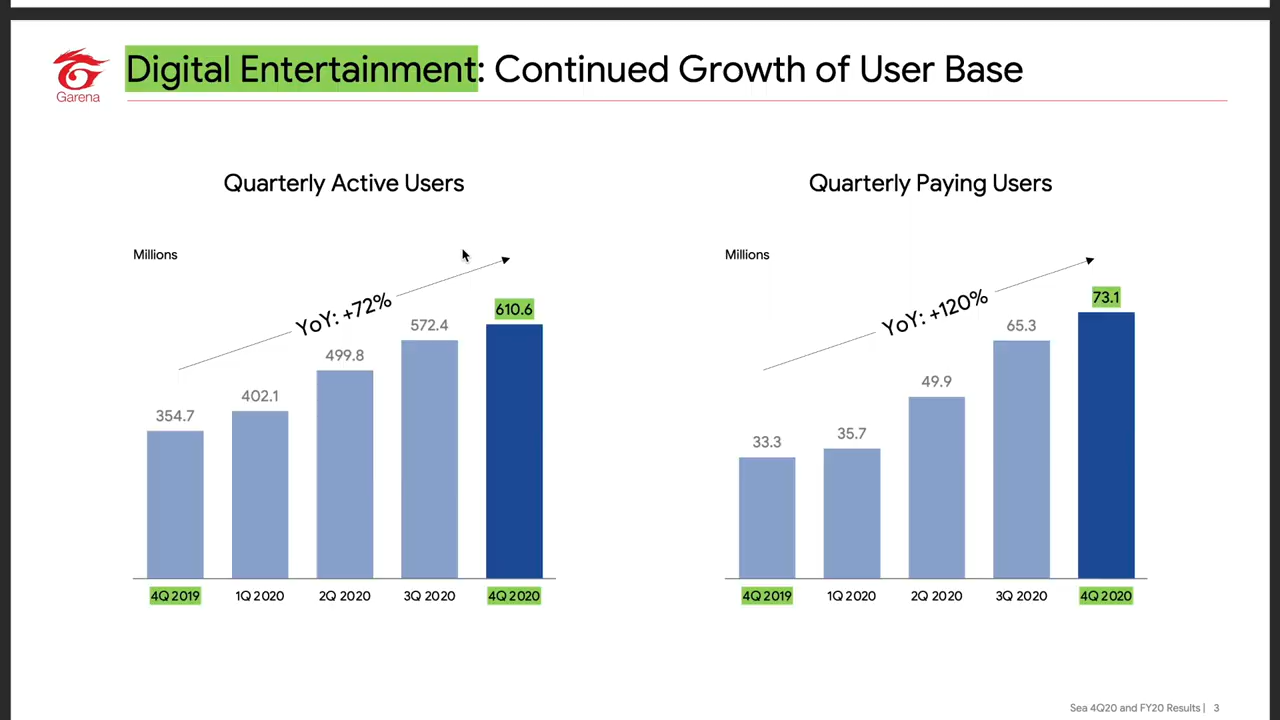 Garena
Digital Entertainment: Continued Growth of User Base
Quarterly Active Users
Millions
YoY: +72%
354.7
402.1
499.8
572.4
610.6
4Q 2019
1Q 2020
2Q 2020
3Q 2020
4Q 2020
Quarterly Paying Users
Millions
YoY: +120%
33.3
35.7
49.9
65.3
73.1
4Q 2019
1Q 2020
2Q 2020
3Q 2020
4Q 2020
Sea 4Q20 and FY20 Results | 3